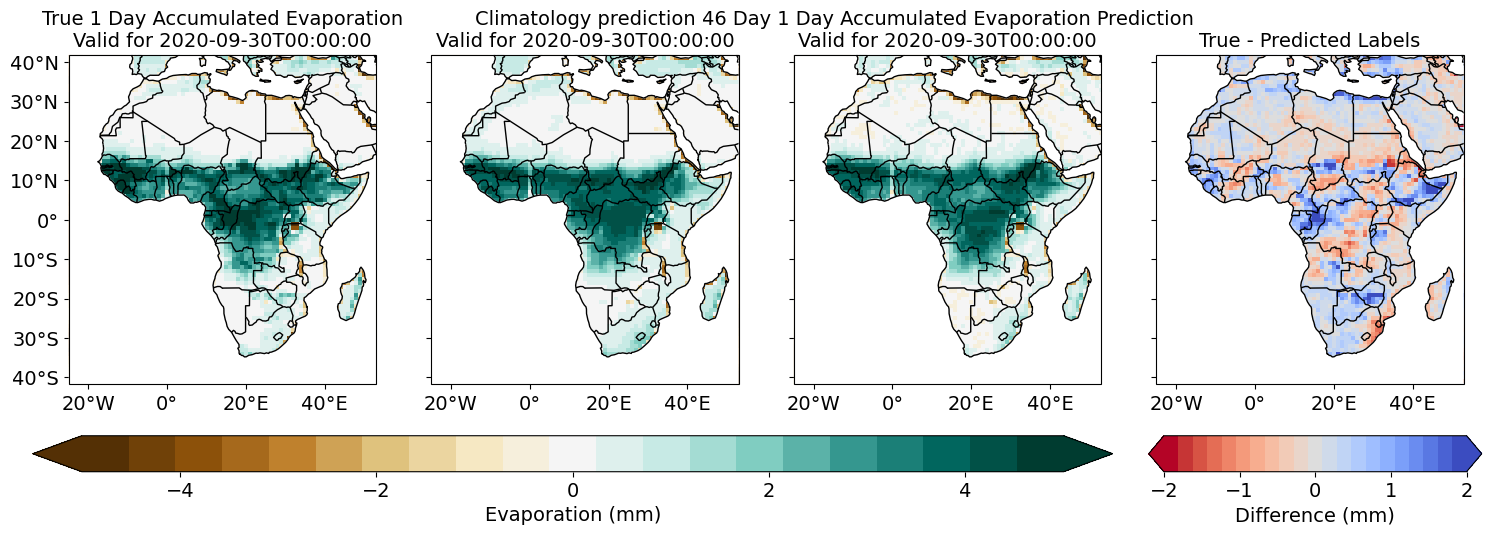 True 1 Day Accumulated Evaporation
Valid for 2020-09-30T00:00:00
Climatology prediction 46 Day 1 Day Accumulated Evaporation Prediction
Valid for 2020-09-30T00:00:00
Valid for 2020-09-30T00:00:00
True - Predicted Labels
40°N
30°N
20°N
10°N
0°
10°S
20°S
30°S
40°S
20°W 0° 20°E 40°E
20°W 0° 20°E 40°E
20°W 0° 20°E 40°E
20°W 0° 20°E 40°E
−4 −2 0 2 4
Evaporation (mm)
−2 −1 0 1 2
Difference (mm)